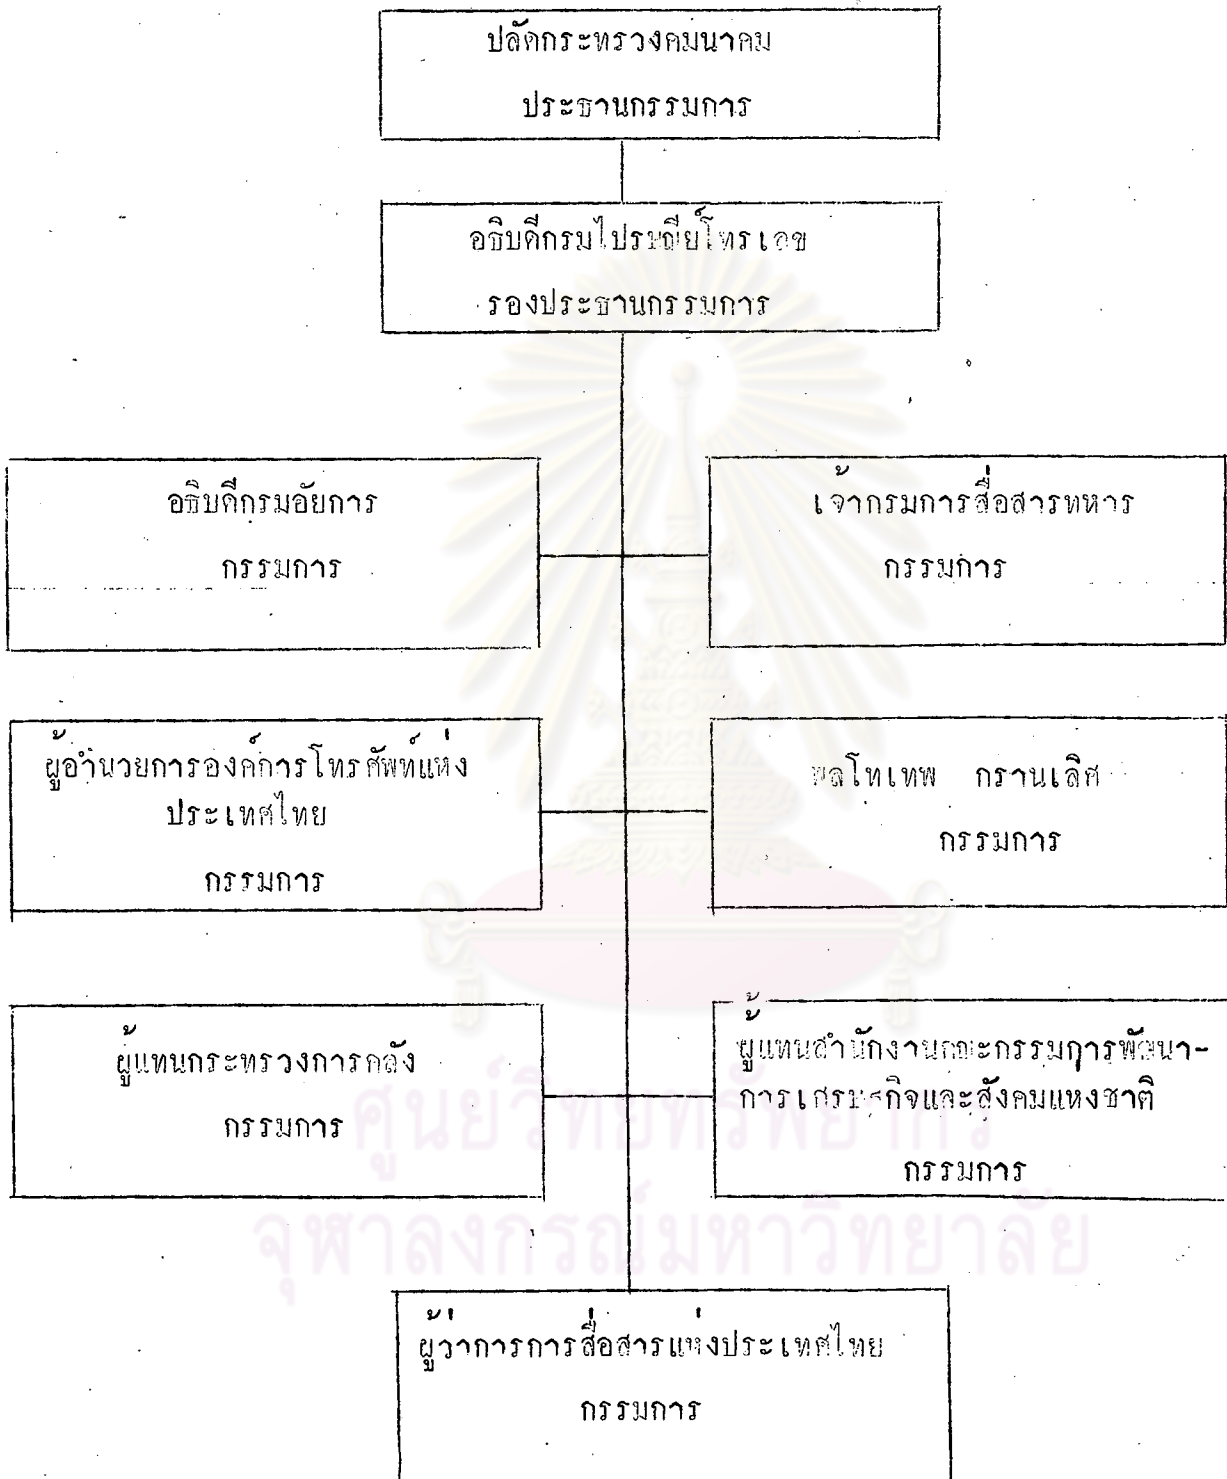 ปลัดกระทรวงคมนาคม
ประธานกรรมการ
อธิบดีกรมไปรษณีย์โทรเลข
รองประธานกรรมการ
อธิบดีกรมอัยการ
กรรมการ
เจ้ากรมการสื่อสารทหาร
กรรมการ
ผู้อำนวยการองค์การโทรศัพท์แห่ง
ประเทศไทย
กรรมการ
พลโทเทพ กรานเลิศ
กรรมการ
ผู้แทนกระทรวงการคลัง
กรรมการ
ผู้แทนสำนักงานคณะกรรมการพัฒนา-
การเศรษฐกิจและสังคมแห่งชาติ
กรรมการ
ศูนย์วิทยทรัพยากร
จุฬาลงกรณ์มหาวิทยาลัย
ผู้ว่าการการสื่อสารแห่งประเทศไทย
กรรมการ